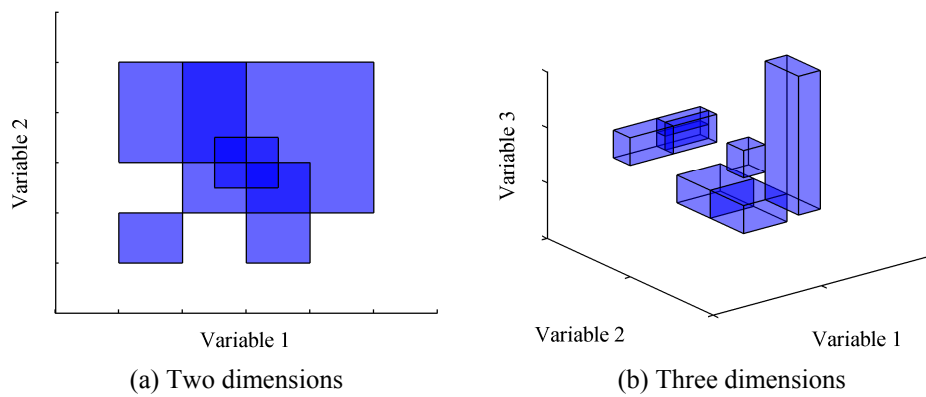 Variable 2
Variable 1
(a) Two dimensions
Variable 3
Variable 2
Variable 1
(b) Three dimensions